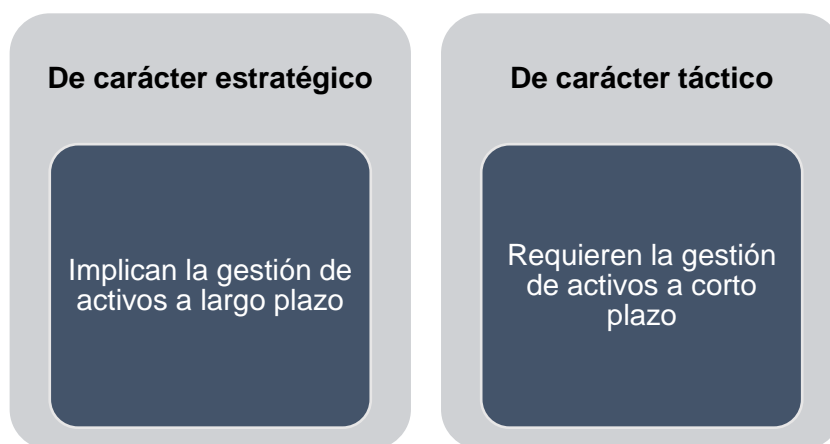 De carácter estratégico
Implican la gestión de
activos a largo plazo
De carácter táctico
Requieren la gestión
de activos a corto
plazo